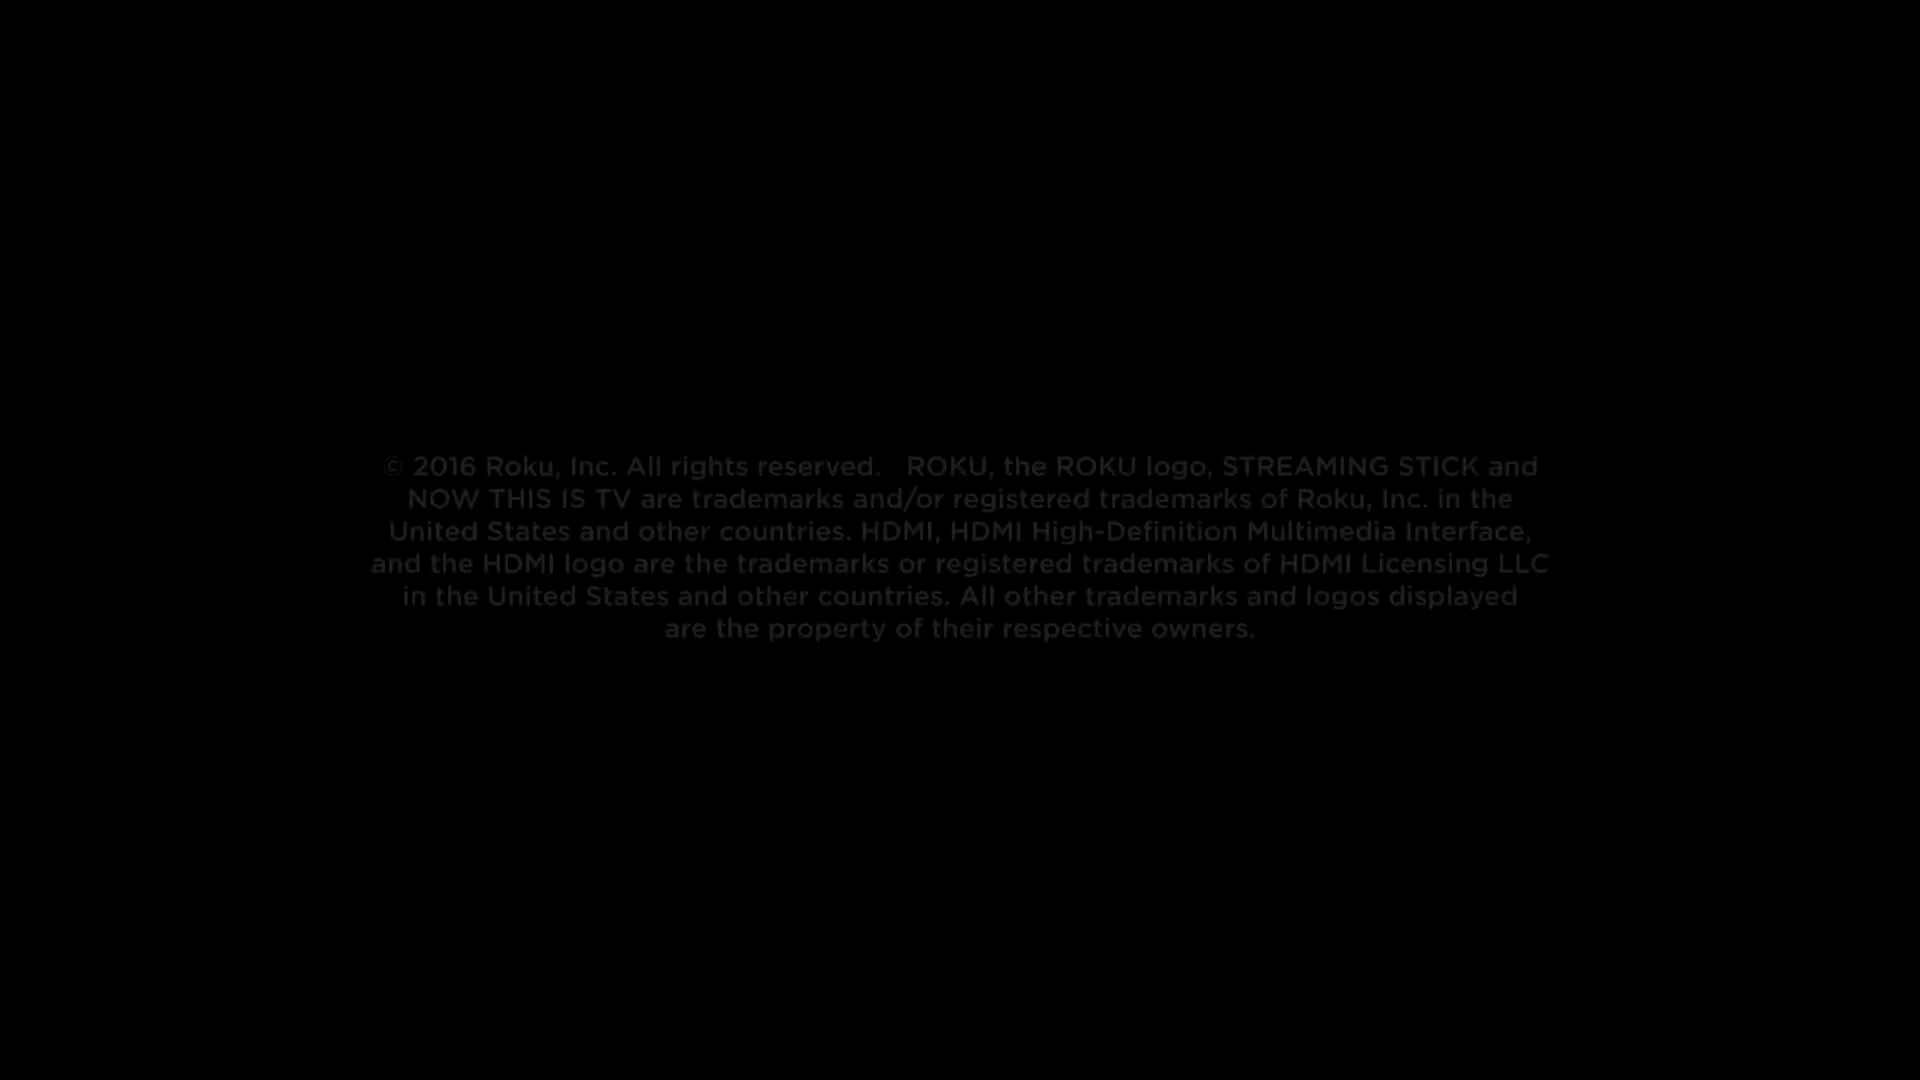 © 2016 Roku, Inc. All rights reserved.   ROKU, the ROKU logo, STREAMING STICK and
NOW THIS IS TV are trademarks and/or registered trademarks of Roku, Inc. in the
United States and other countries. HDMI, HDMI High-Definition Multimedia Interface,
and the HDMI logo are the trademarks or registered trademarks of HDMI Licensing LLC
in the United States and other countries. All other trademarks and logos displayed
are the property of their respective owners.